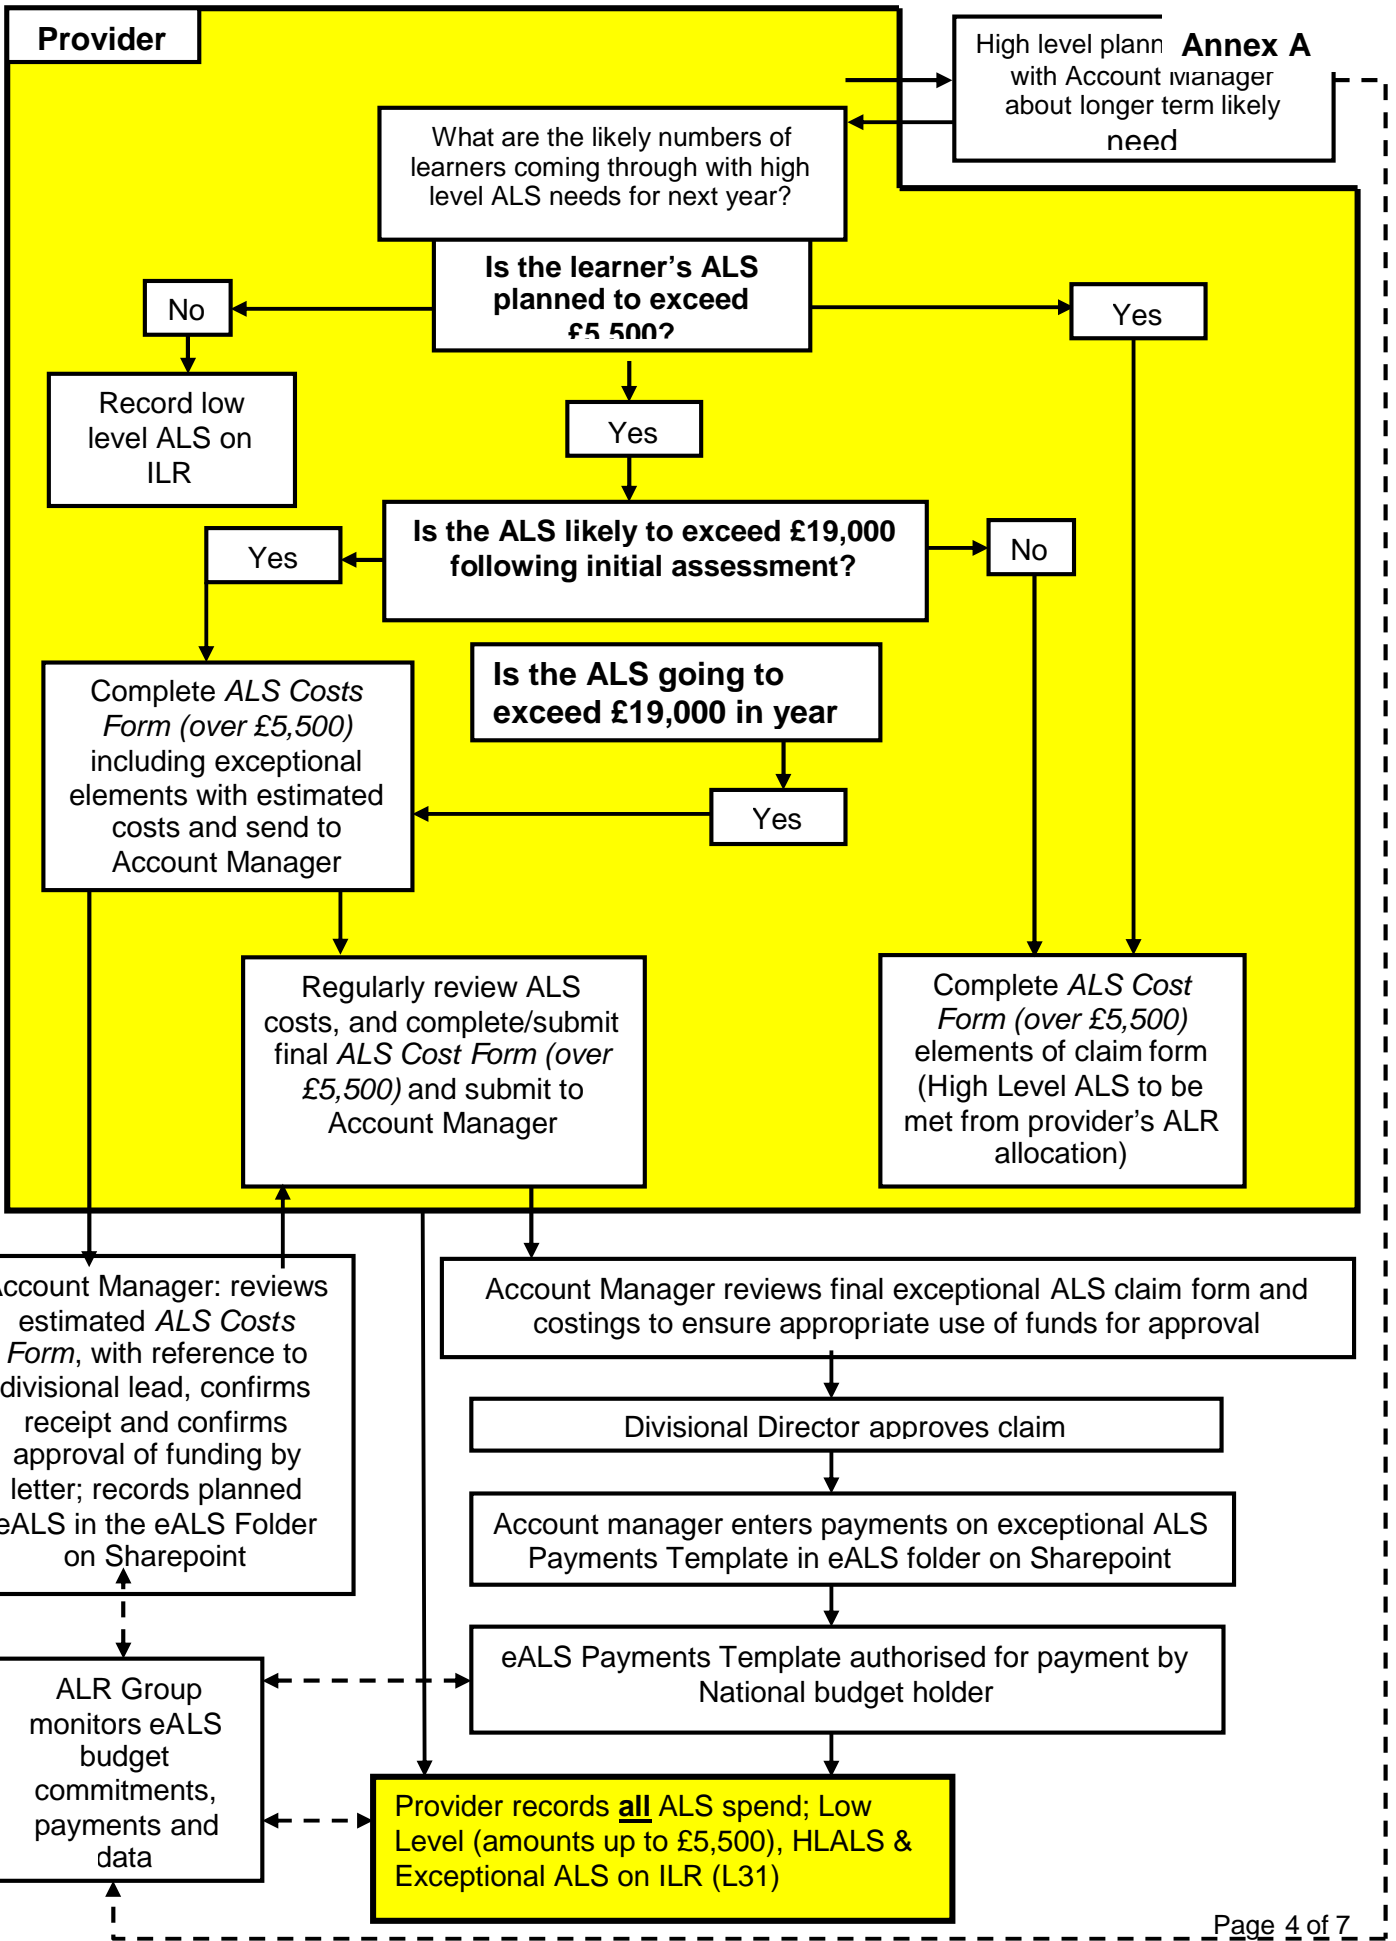 Provider
High level plann
Annex A
with Account Manager
about longer term likely
need
What are the likely numbers of
learners coming through with high
level ALS needs for next year?
Is the learner’s ALS
planned to exceed
£5,500?
No
Yes
Record low
level ALS on
ILR
Yes
Is the ALS likely to exceed £19,000
following initial assessment?
Yes
No
Is the ALS going to
exceed £19,000 in year
Complete ALS Costs
Form (over £5,500)
including exceptional
elements with estimated
costs and send to
Account Manager
Yes
Regularly review ALS
costs, and complete/submit
final ALS Cost Form (over
£5,500) and submit to
Account Manager
Complete ALS Cost
Form (over £5,500)
elements of claim form
(High Level ALS to be
met from provider’s ALR
allocation)
Account Manager: reviews
estimated ALS Costs
Form, with reference to
divisional lead, confirms
receipt and confirms
approval of funding by
letter; records planned
eALS in the eALS Folder
on Sharepoint
Account Manager reviews final exceptional ALS claim form and
costings to ensure appropriate use of funds for approval
Divisional Director approves claim
Account manager enters payments on exceptional ALS
Payments Template in eALS folder on Sharepoint
eALS Payments Template authorised for payment by
National budget holder
ALR Group
monitors eALS
budget
commitments,
payments and
data
Provider records all ALS spend; Low
Level (amounts up to £5,500), HLALS &
Exceptional ALS on ILR (L31)
Page 4 of 7